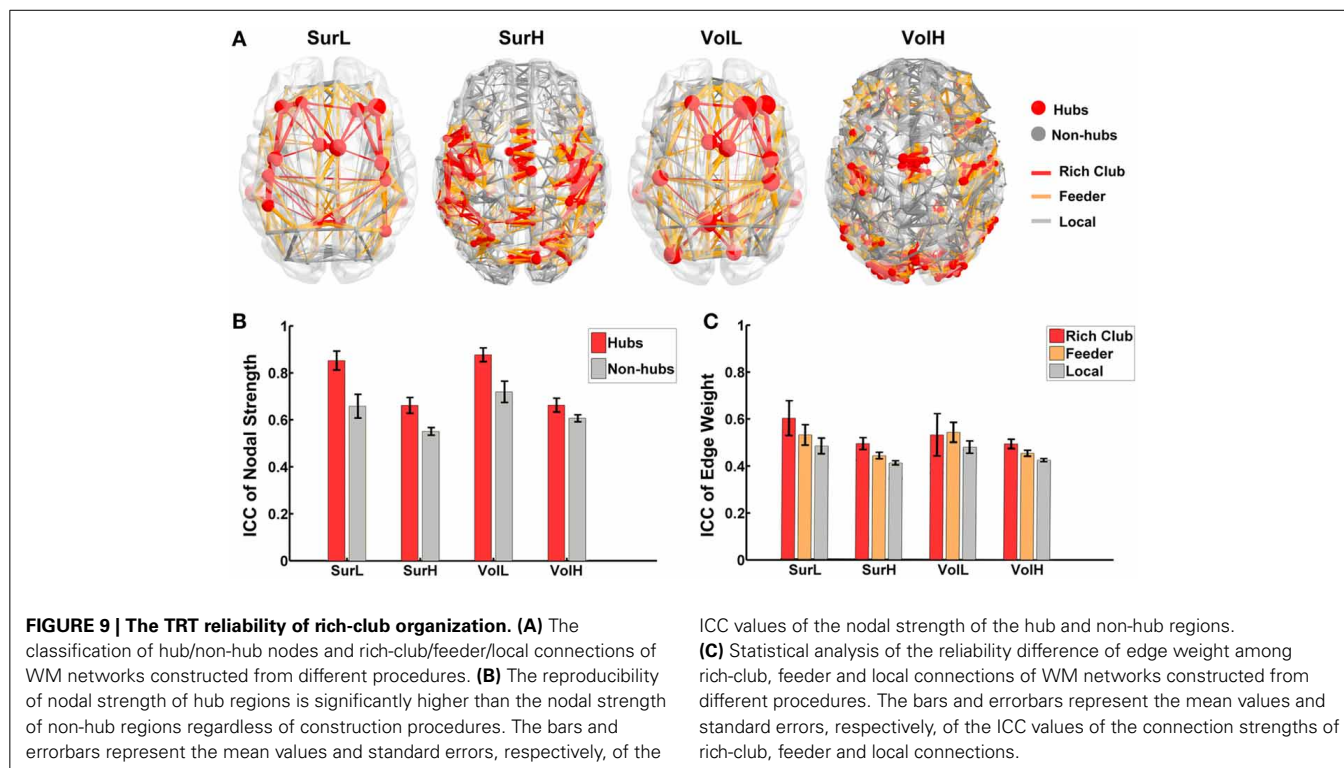 A
SurL SurH VolL VolH
Hubs
Non-hubs
Rich Club
Feeder
Local
B
ICC of Nodal Strength
1
0.8
0.6
0.4
0.2
0
SurL SurH VolL VolH
Hubs
Non-hubs
C
ICC of Edge Weight
1
0.8
0.6
0.4
0.2
0
SurL SurH VolL VolH
Rich Club
Feeder
Local
FIGURE 9 | The TRT reliability of rich-club organization. (A) The
classification of hub/non-hub nodes and rich-club/feeder/local connections of
WM networks constructed from different procedures. (B) The reproducibility
of nodal strength of hub regions is significantly higher than the nodal strength
of non-hub regions regardless of construction procedures. The bars and
errorbars represent the mean values and standard errors, respectively, of the
ICC values of the nodal strength of the hub and non-hub regions.
(C) Statistical analysis of the reliability difference of edge weight among
rich-club, feeder and local connections of WM networks constructed from
different procedures. The bars and errorbars represent the mean values and
standard errors, respectively, of the ICC values of the connection strengths of
rich-club, feeder and local connections.